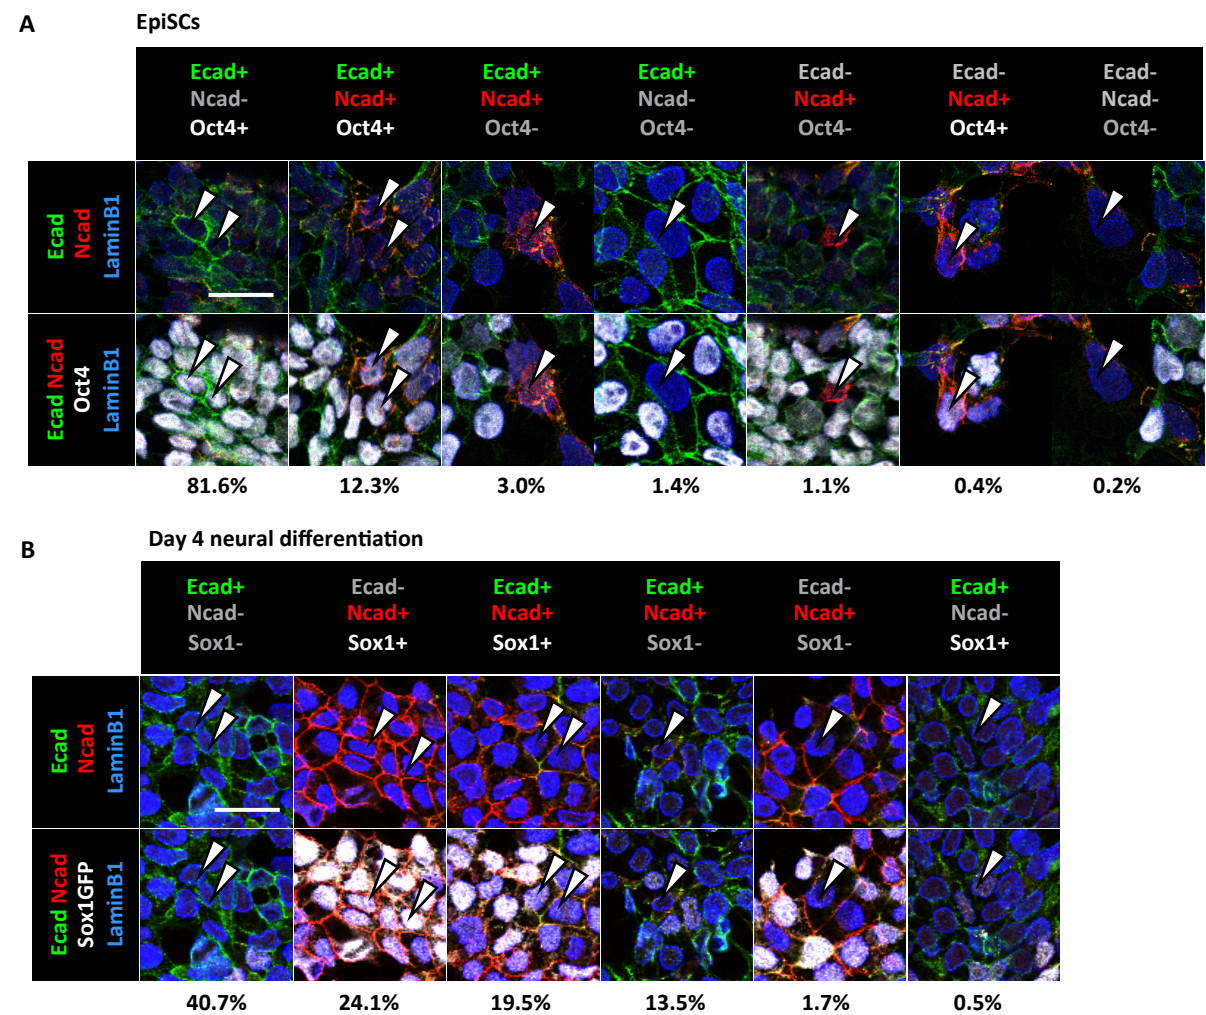 A
EpiSCs
Ecad+ Ecad+ Ecad+ Ecad+ Ecad- Ecad- Ecad-
Ncad- Ncad+ Ncad+ Ncad- Ncad+ Ncad+ Ncad-
Oct4+ Oct4+ Oct4- Oct4- Oct4- Oct4+ Oct4-
Ecad
Ncad
LaminB1
Ecad Ncad
Oct4
LaminB1
81.6% 12.3% 3.0% 1.4% 1.1% 0.4% 0.2%
B
Day 4 neural differentiation
Ecad+ Ecad- Ecad+ Ecad+ Ecad- Ecad+
Ncad- Ncad+ Ncad+ Ncad+ Ncad+ Ncad-
Sox1- Sox1+ Sox1+ Sox1- Sox1- Sox1+
Ecad
Ncad
LaminB1
Ecad Ncad
Sox1GFP
LaminB1
40.7% 24.1% 19.5% 13.5% 1.7% 0.5%